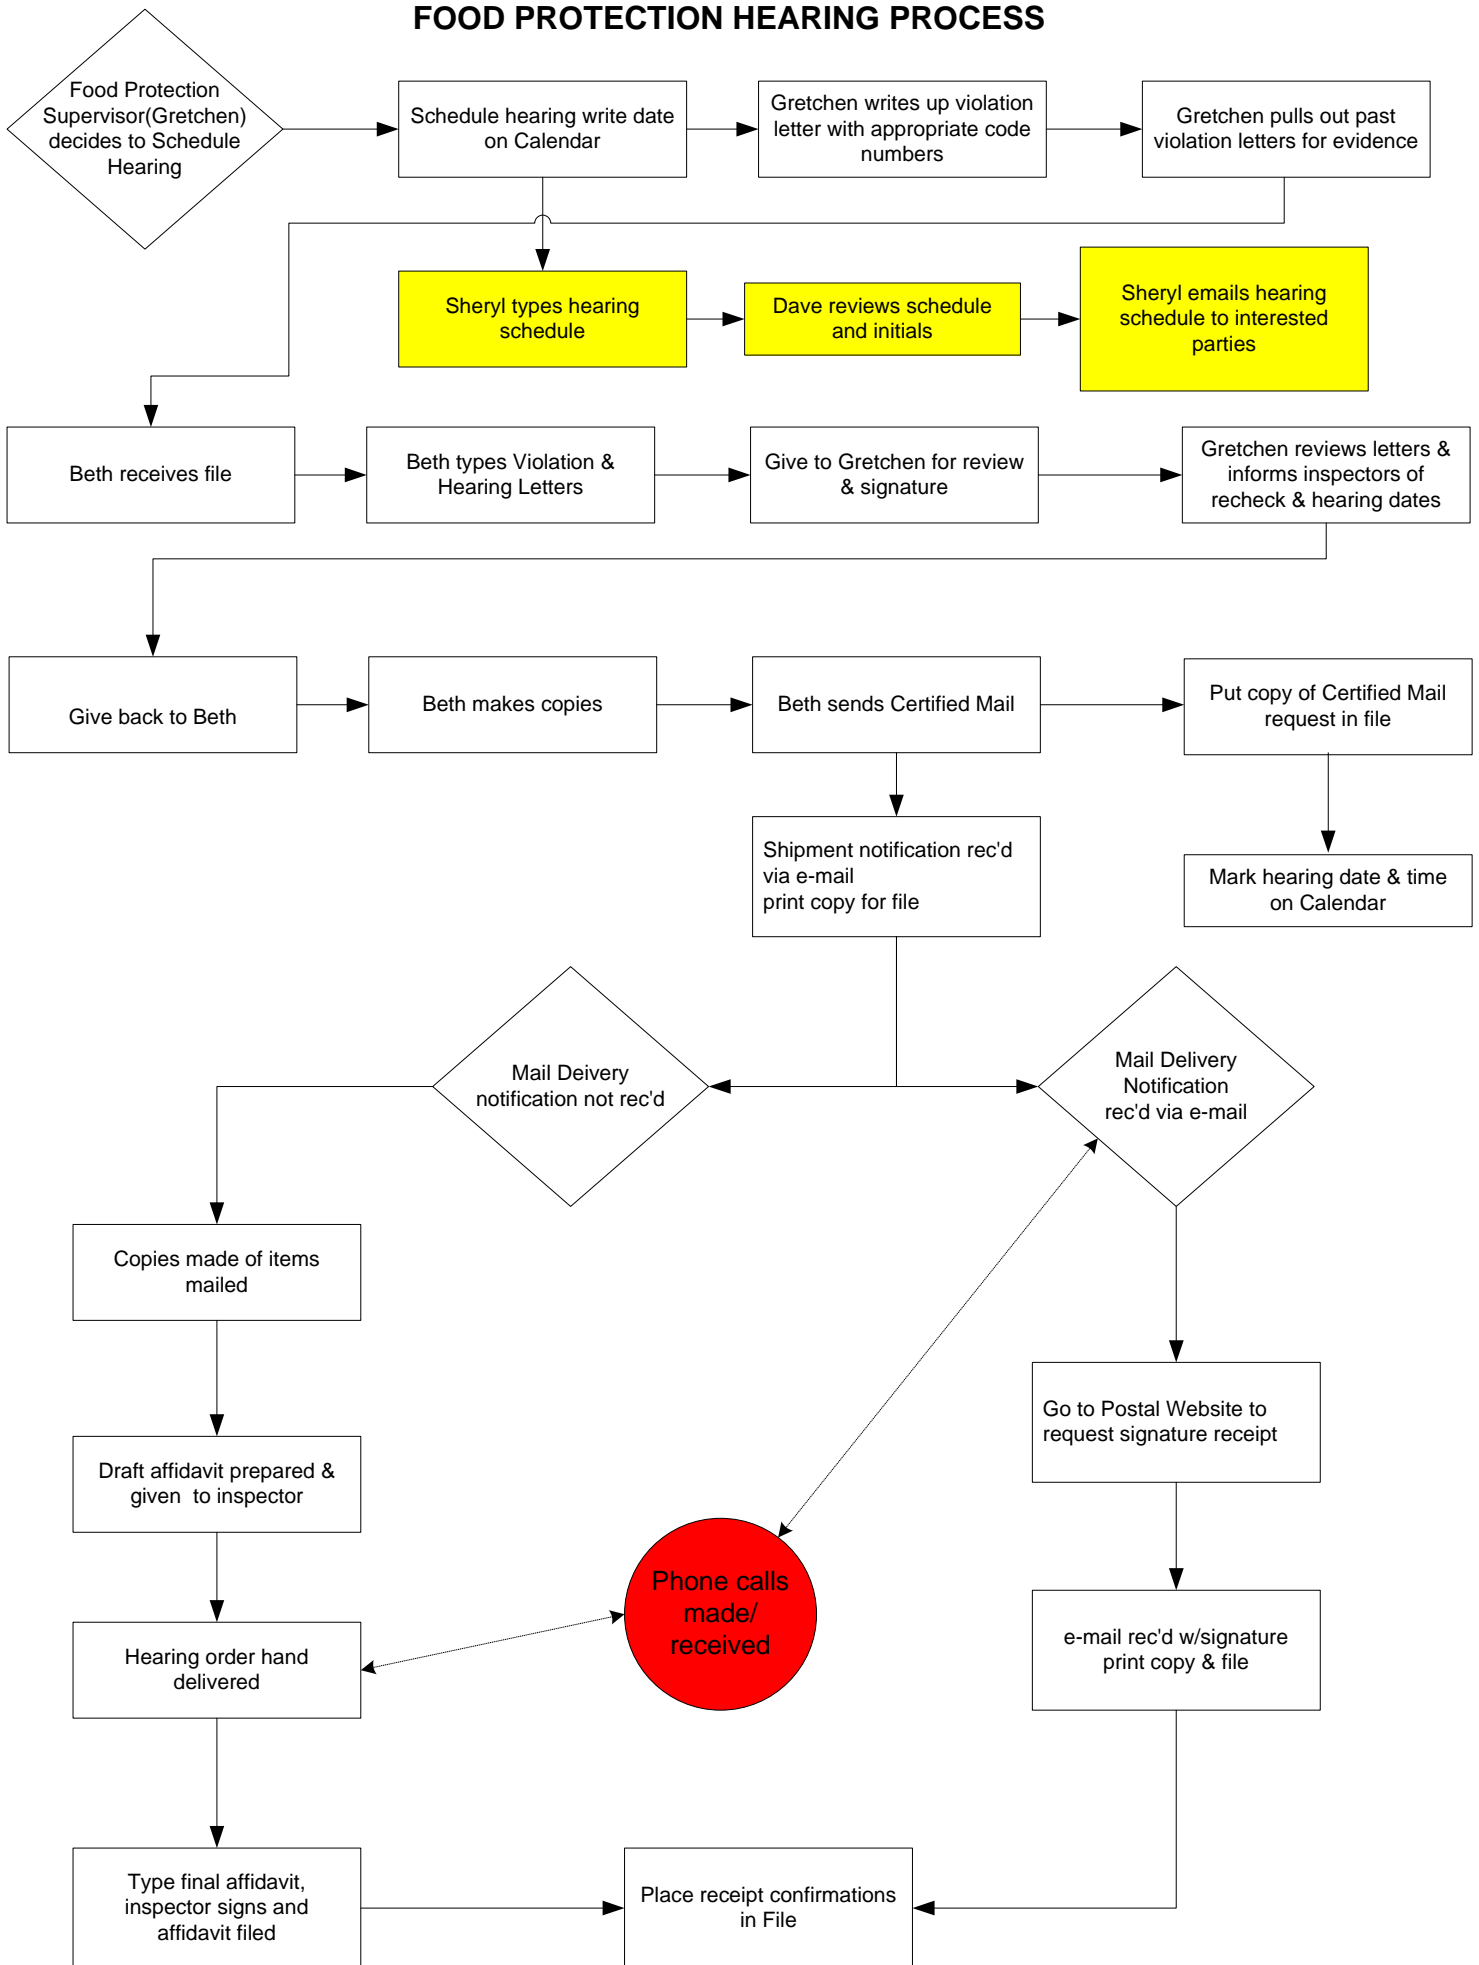 FOOD PROTECTION HEARING PROCESS
Food Protection
Supervisor(Gretchen)
decides to Schedule
Hearing
Schedule hearing write date
on Calendar
Gretchen writes up violation
letter with appropriate code
numbers
Gretchen pulls out past
violation letters for evidence
Sheryl types hearing
schedule
Dave reviews schedule
and initials
Sheryl emails hearing
schedule to interested
parties
Beth receives file
Beth types Violation &
Hearing Letters
Give to Gretchen for review
& signature
Gretchen reviews letters &
informs inspectors of
recheck & hearing dates
Give back to Beth
Beth makes copies
Beth sends Certified Mail
Put copy of Certified Mail
request in file
Shipment notification rec'd
via e-mail
print copy for file
Mark hearing date & time
on Calendar
Mail Deivery
notification not rec'd
Mail Delivery
Notification
rec'd via e-mail
Copies made of items
mailed
Go to Postal Website to
request signature receipt
Draft affidavit prepared &
given  to inspector
Phone calls
made/
received
Hearing order hand
delivered
e-mail rec'd w/signature
print copy & file
Type final affidavit,
inspector signs and
affidavit filed
Place receipt confirmations
in File